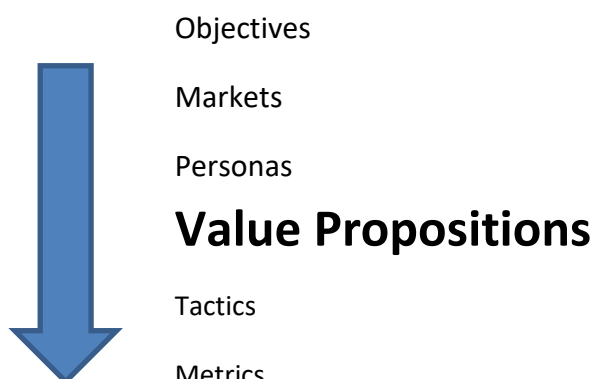 Objectives
Markets
Personas
Value Propositions
Tactics
Metrics